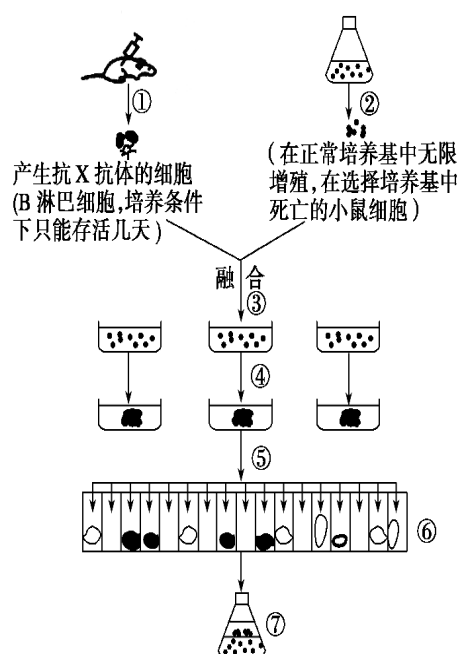 ①
②
产生抗X抗体的细胞
(B淋巴细胞,培养条件
下只能存活几天)
(在正常培养基中无限
增殖,在选择培养基中
死亡的小鼠细胞)
融合
③
④
⑤
⑥
⑦